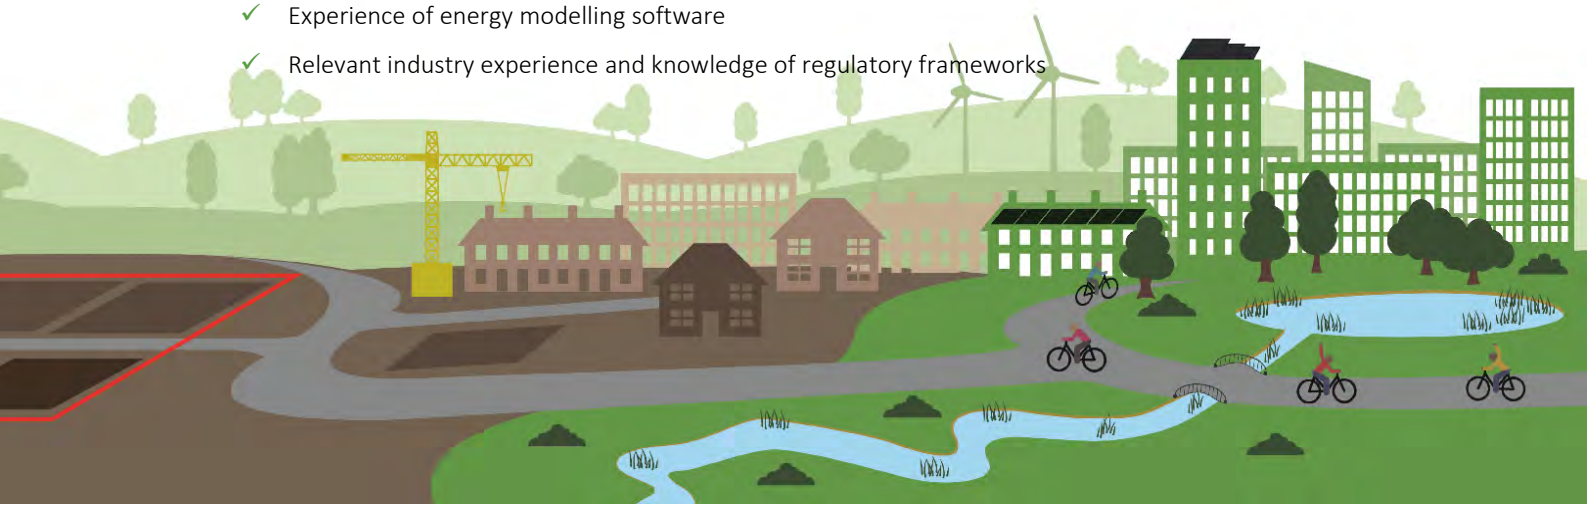 ✓ Experience of energy modelling software
✓ Relevant industry experience and knowledge of regulatory frameworks